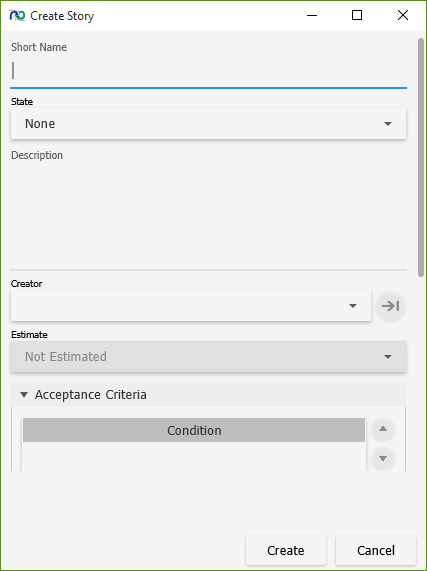 Create Story
Short Name
State
None
Description
Creator
Estimate
Not Estimated
Acceptance Criteria
Condition
Create
Cancel